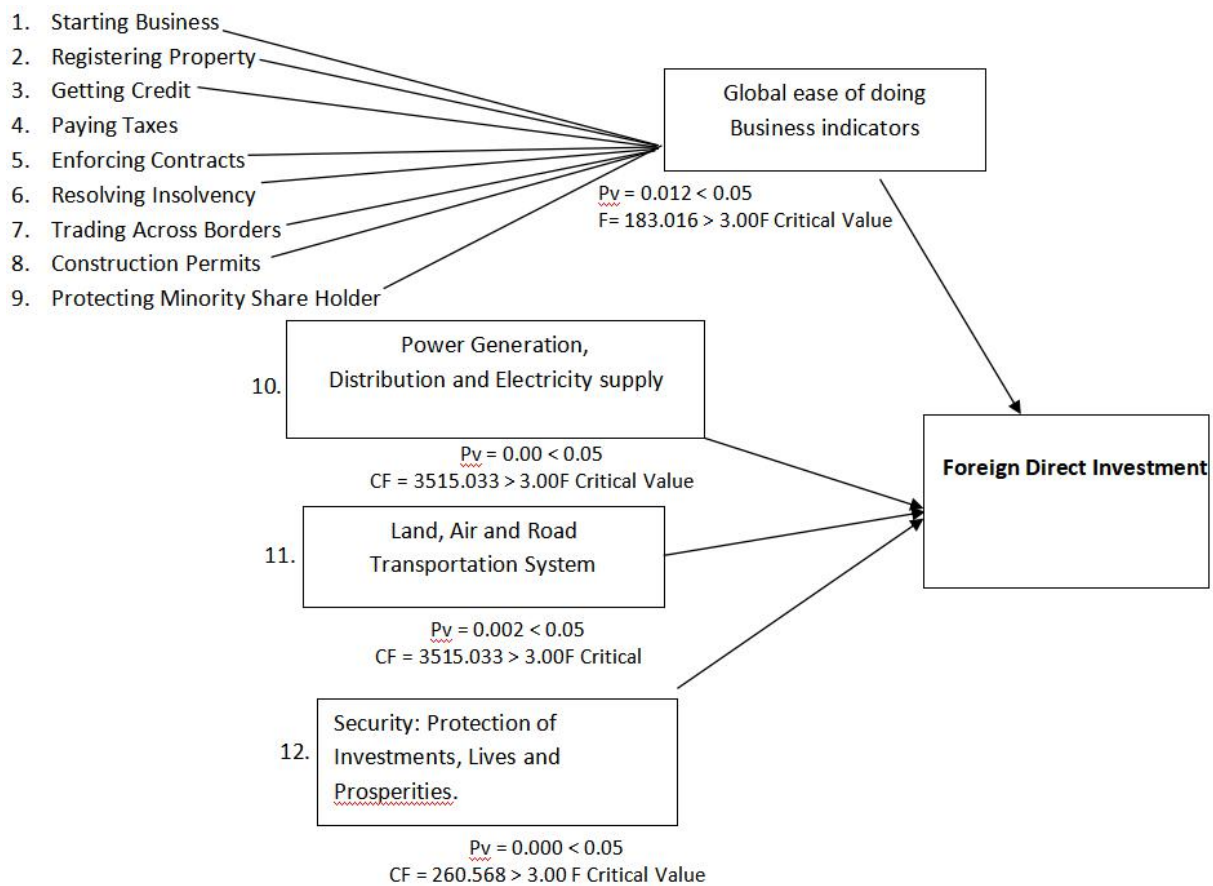 1. Starting Business
2. Registering Property
3. Getting Credit
4. Paying Taxes
5. Enforcing Contracts
6. Resolving Insolvency
7. Trading Across Borders
8. Construction Permits
9. Protecting Minority Share Holder
Global ease of doing
Business indicators
Pv = 0.012 < 0.05
F= 183.016 > 3.00F Critical Value
10.
Power Generation,
Distribution and Electricity supply
Pv = 0.00 < 0.05
CF = 3515.033 > 3.00F Critical Value
11.
Land, Air and Road
Transportation System
Pv = 0.002 < 0.05
CF = 3515.033 > 3.00F Critical
12.
Security: Protection of
Investments, Lives and
Prosperities.
Pv = 0.000 < 0.05
CF = 260.568 > 3.00 F Critical Value
Foreign Direct Investment